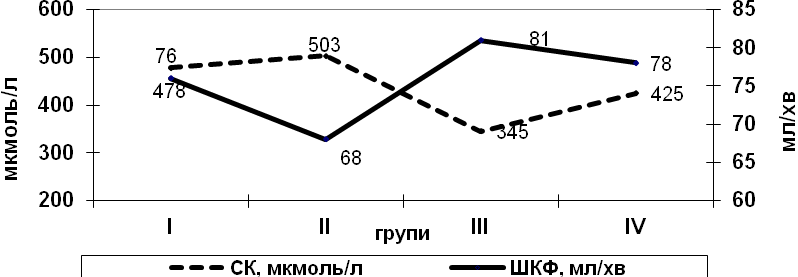 600 85
76 503 81
500 80
78
478 75 425
400
70
345
300 68
65
200 60
I II III IV
групи
мкмоль/л
мл/хв
СК, мкмоль/л ШКФ, мл/хв